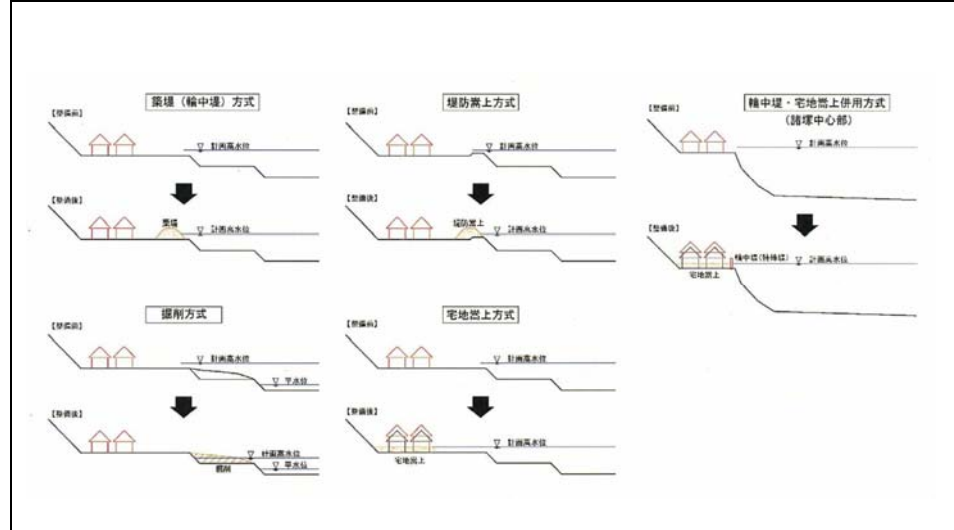 築堤（輪中堤）方式
【整備前】
計画高水位
【整備後】
築堤
計画高水位
堤防嵩上方式
【整備前】
計画高水位
【整備後】
堤防嵩上
計画高水位
輪中堤・宅地嵩上併用方式
（諸塚中心部）
【整備前】
計画高水位
【整備後】
輪中堤(特殊堤)
計画高水位
宅地嵩上
掘削方式
【整備前】
計画高水位
平水位
【整備後】
計画高水位
平水位
掘削
宅地嵩上方式
【整備前】
計画高水位
【整備後】
計画高水位
宅地嵩上